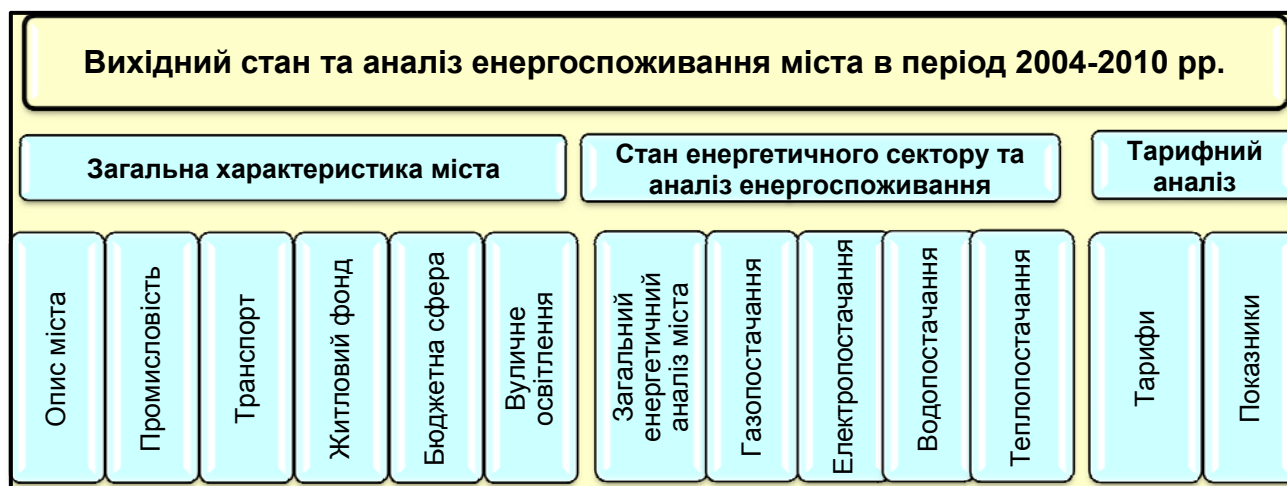 Вихідний стан та аналіз енергоспоживання міста в період 2004-2010 рр.
Загальна характеристика міста
Стан енергетичного сектору та
аналіз енергоспоживання
Тарифний
аналіз
Опис міста
Промисловість
Транспорт
Житловий фонд
Бюджетна сфера
Вуличне
освітлення
Загальний
енергетичний
аналіз міста
Газопостачання
Електропостачання
Водопостачання
Теплопостачання
Тарифи
Показники